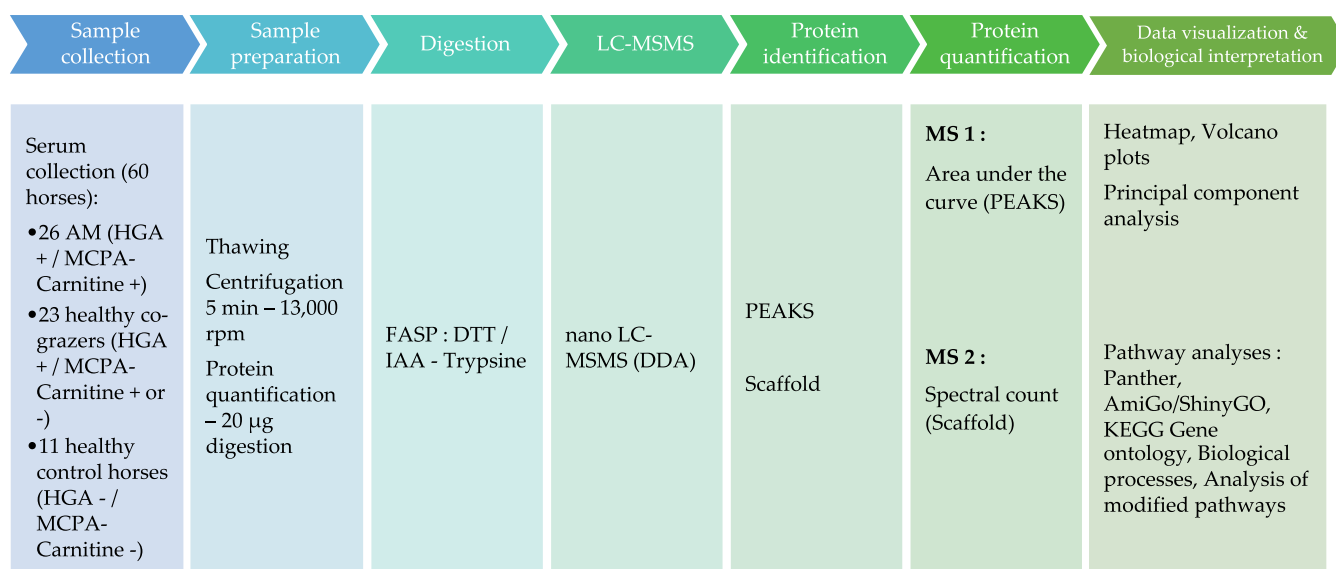 Sample
collection
Sample
preparation
Digestion
LC-MSMS
Protein
identification
Protein
quantification
Data visualization &
biological interpretation
Serum
collection (60
horses):
•26 AM (HGA
+ / MCPA-
Carnitine +)
•23 healthy co-
grazers (HGA
+ / MCPA-
Carnitine + or
-)
•11 healthy
control horses
(HGA - /
MCPA-
Carnitine -)
Thawing
Centrifugation
5 min – 13,000
rpm
Protein
quantification
– 20 µg
digestion
FASP : DTT /
IAA - Trypsine
nano LC-
MSMS (DDA)
PEAKS
Scaffold
MS 1 :
Area under the
curve (PEAKS)
MS 2 :
Spectral count
(Scaffold)
Heatmap, Volcano
plots
Principal component
analysis
Pathway analyses :
Panther,
AmiGo/ShinyGO,
KEGG Gene
ontology, Biological
processes, Analysis of
modified pathways